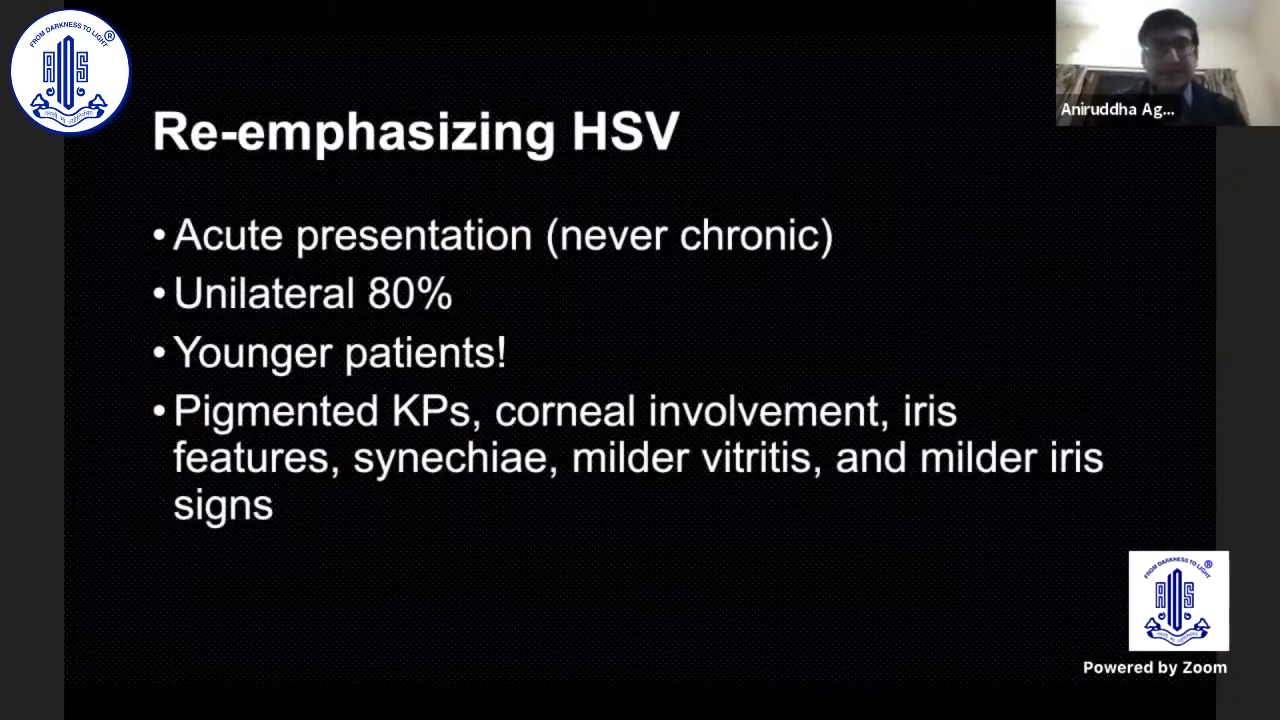 FROM DARKNESS TO LIGHT
®
AIOS
Aniruddha Ag...
Re-emphasizing HSV
• Acute presentation (never chronic)
• Unilateral 80%
• Younger patients!
• Pigmented KPs, corneal involvement, iris
features, synechiae, milder vitritis, and milder iris
signs
FROM DARKNESS TO LIGHT
®
AIOS
Powered by Zoom